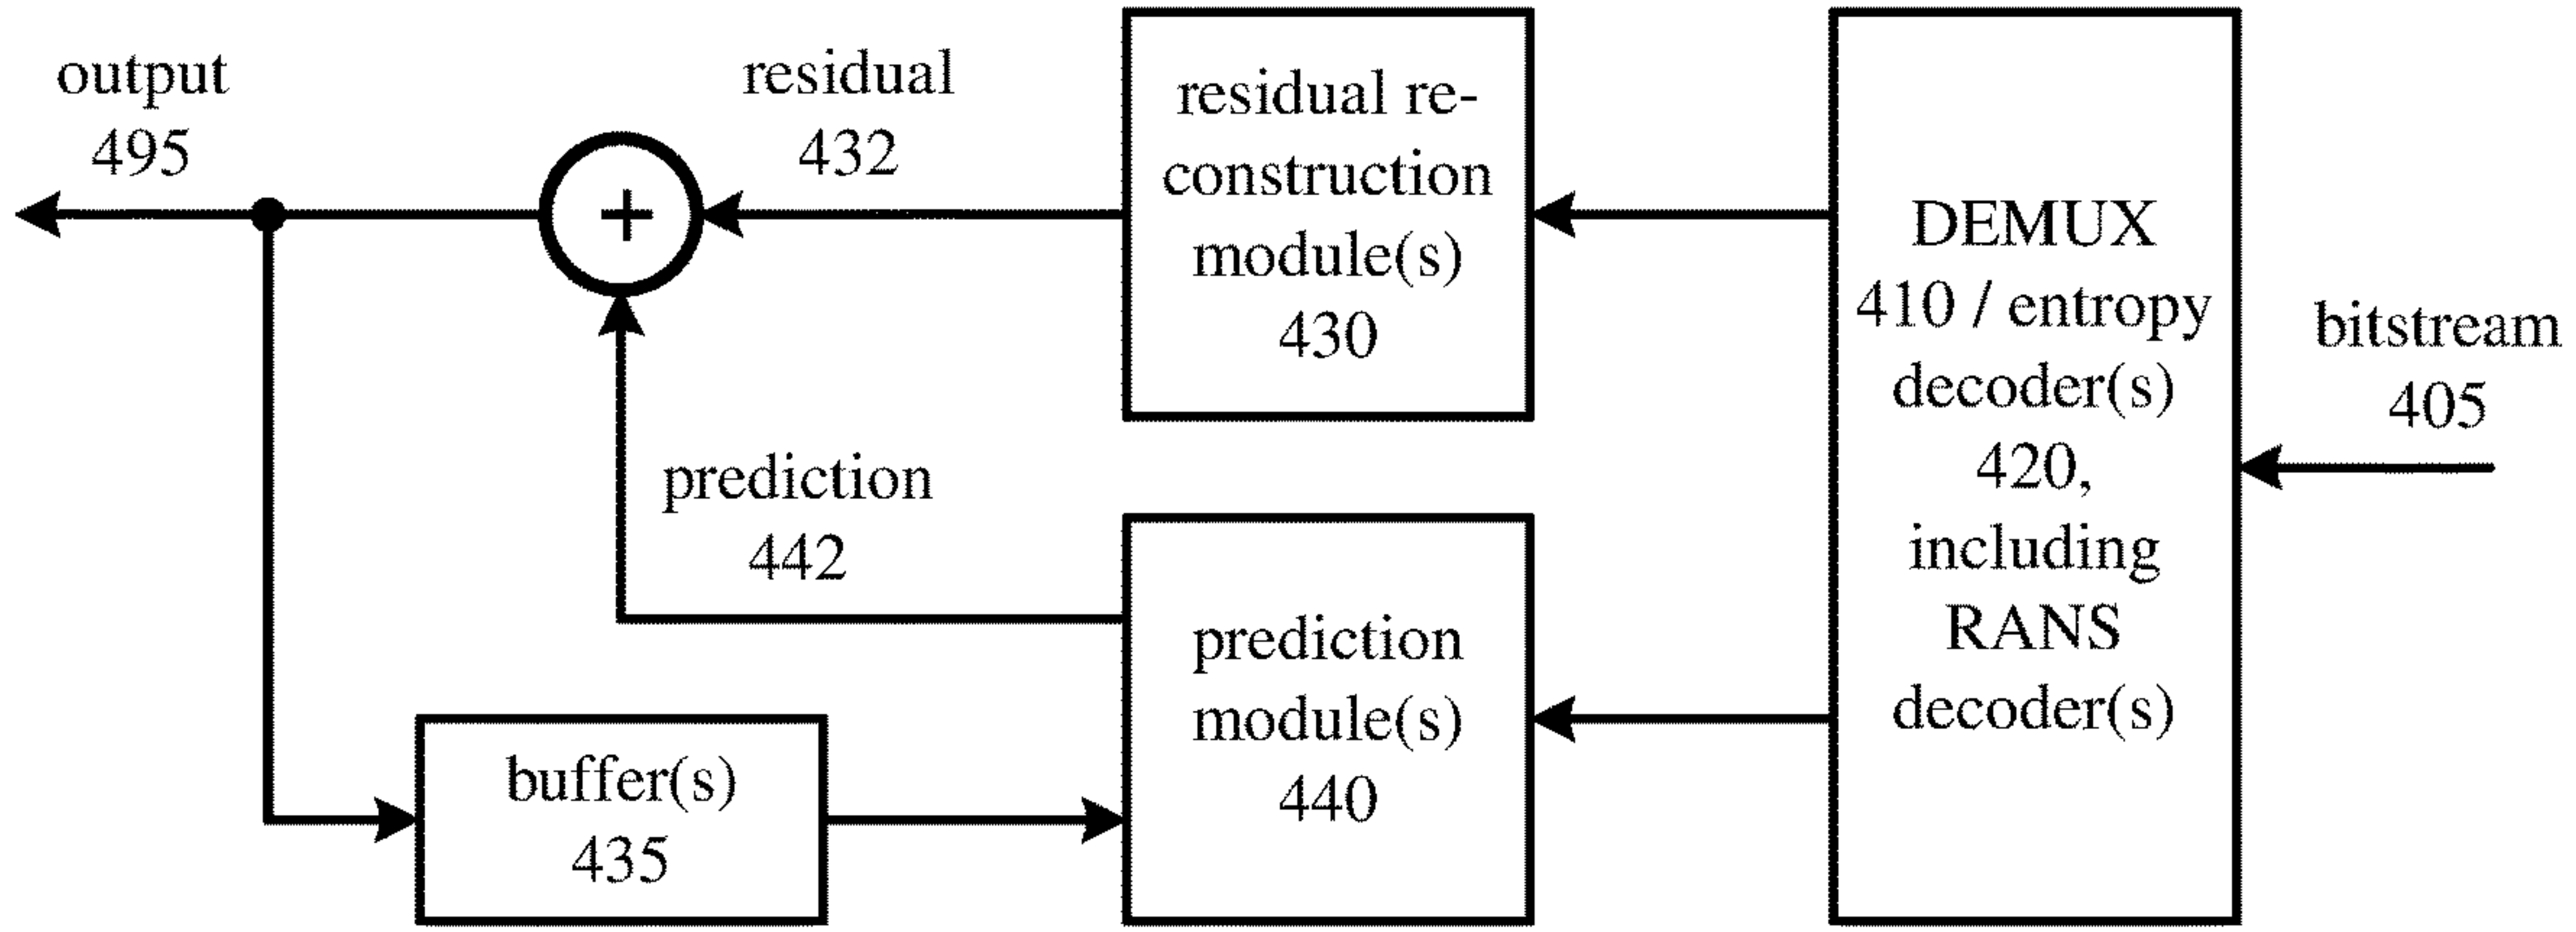 output
495
residual
432
+
residual re-
construction
module(s)
430
DEMUX
410 / entropy
decoder(s)
420,
including
RANS
decoder(s)
bitstream
405
prediction
442
prediction
module(s)
440
buffer(s)
435